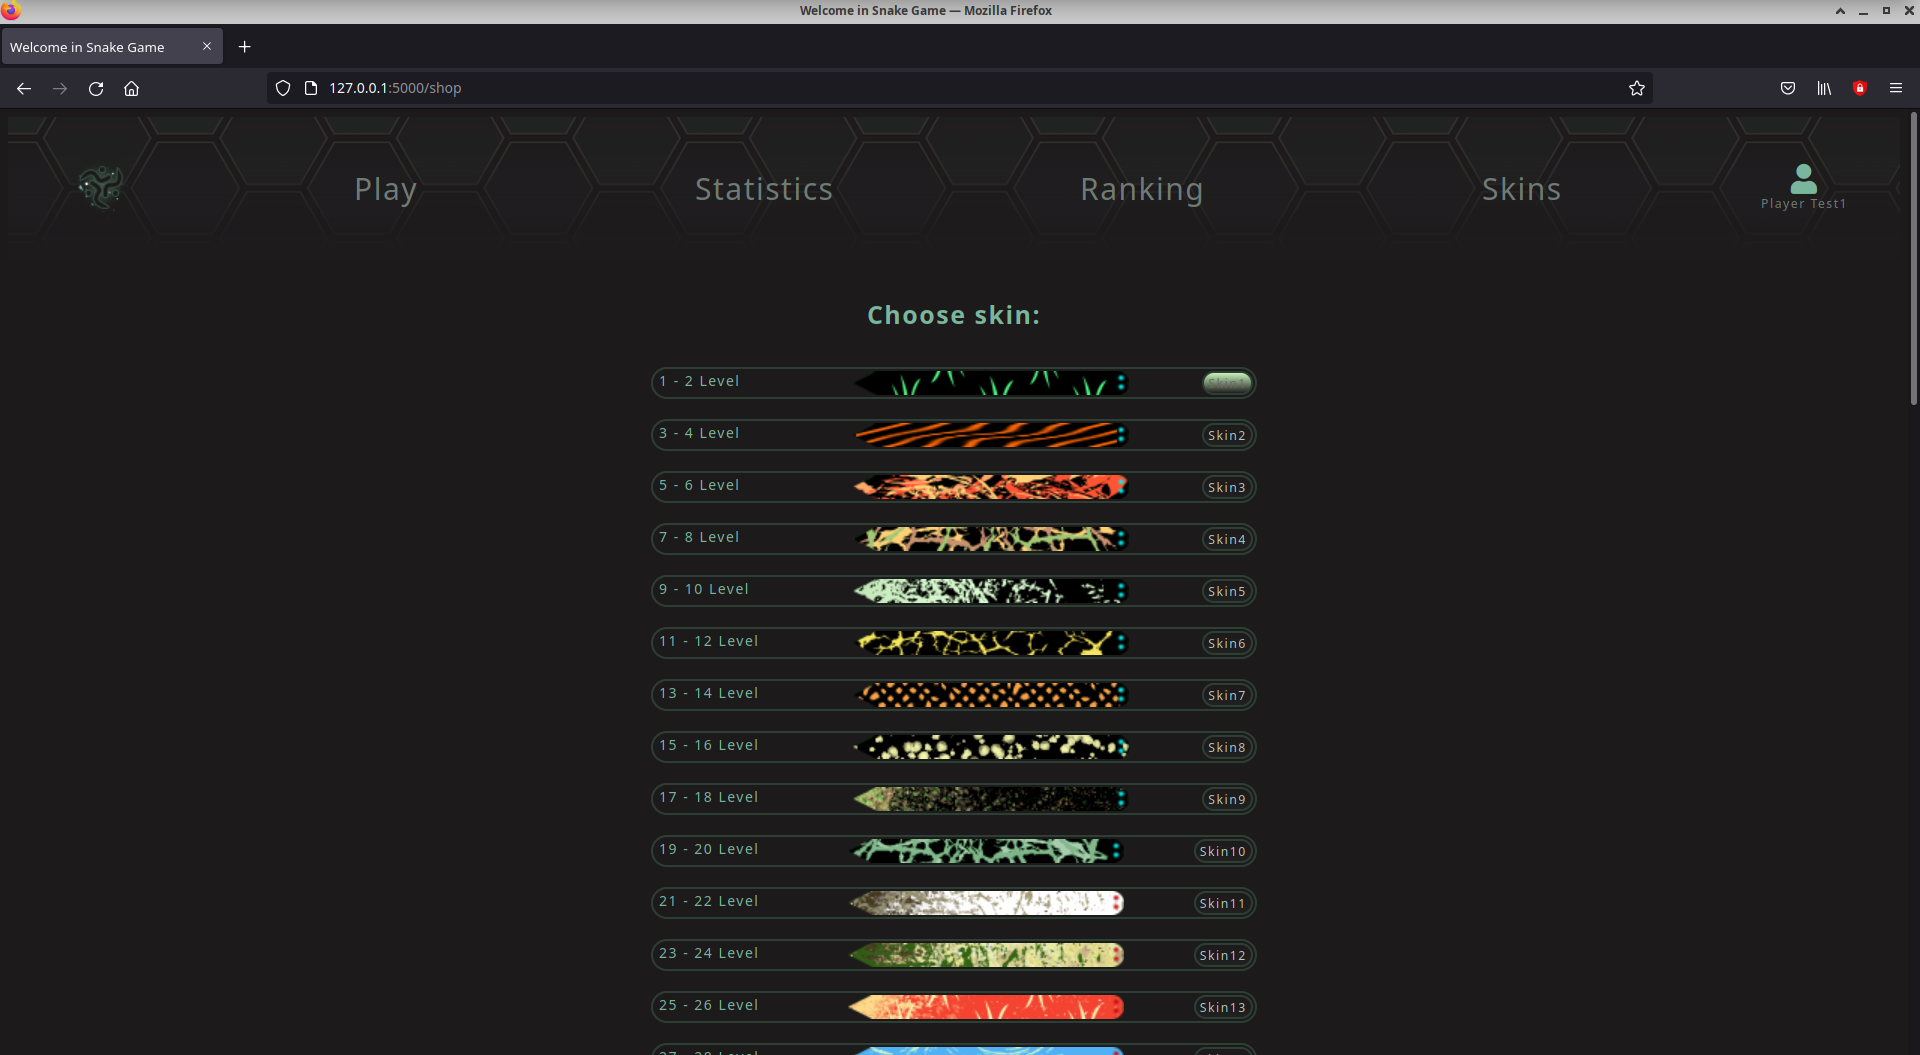 Welcome in Snake Game — Mozilla Firefox
Welcome in Snake Game
127.0.0.1:5000/shop
Play
Statistics
Ranking
Skins
Player Test1
Choose skin:
1 - 2 Level Skin1
3 - 4 Level Skin2
5 - 6 Level Skin3
7 - 8 Level Skin4
9 - 10 Level Skin5
11 - 12 Level Skin6
13 - 14 Level Skin7
15 - 16 Level Skin8
17 - 18 Level Skin9
19 - 20 Level Skin10
21 - 22 Level Skin11
23 - 24 Level Skin12
25 - 26 Level Skin13